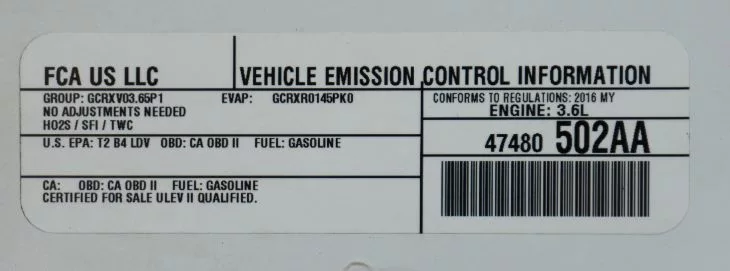 FCA US LLC
VEHICLE EMISSION CONTROL INFORMATION
GROUP: GCRXV03.65P1 EVAP: GCRXR0145PK0
NO ADJUSTMENTS NEEDED
HO2S / SFI / TWC
CONFORMS TO REGULATIONS: 2016 MY
ENGINE: 3.6L
U.S. EPA: T2 B4 LDV OBD: CA OBD II FUEL: GASOLINE
47480 502AA
CA: OBD: CA OBD II FUEL: GASOLINE
CERTIFIED FOR SALE ULEV II QUALIFIED.